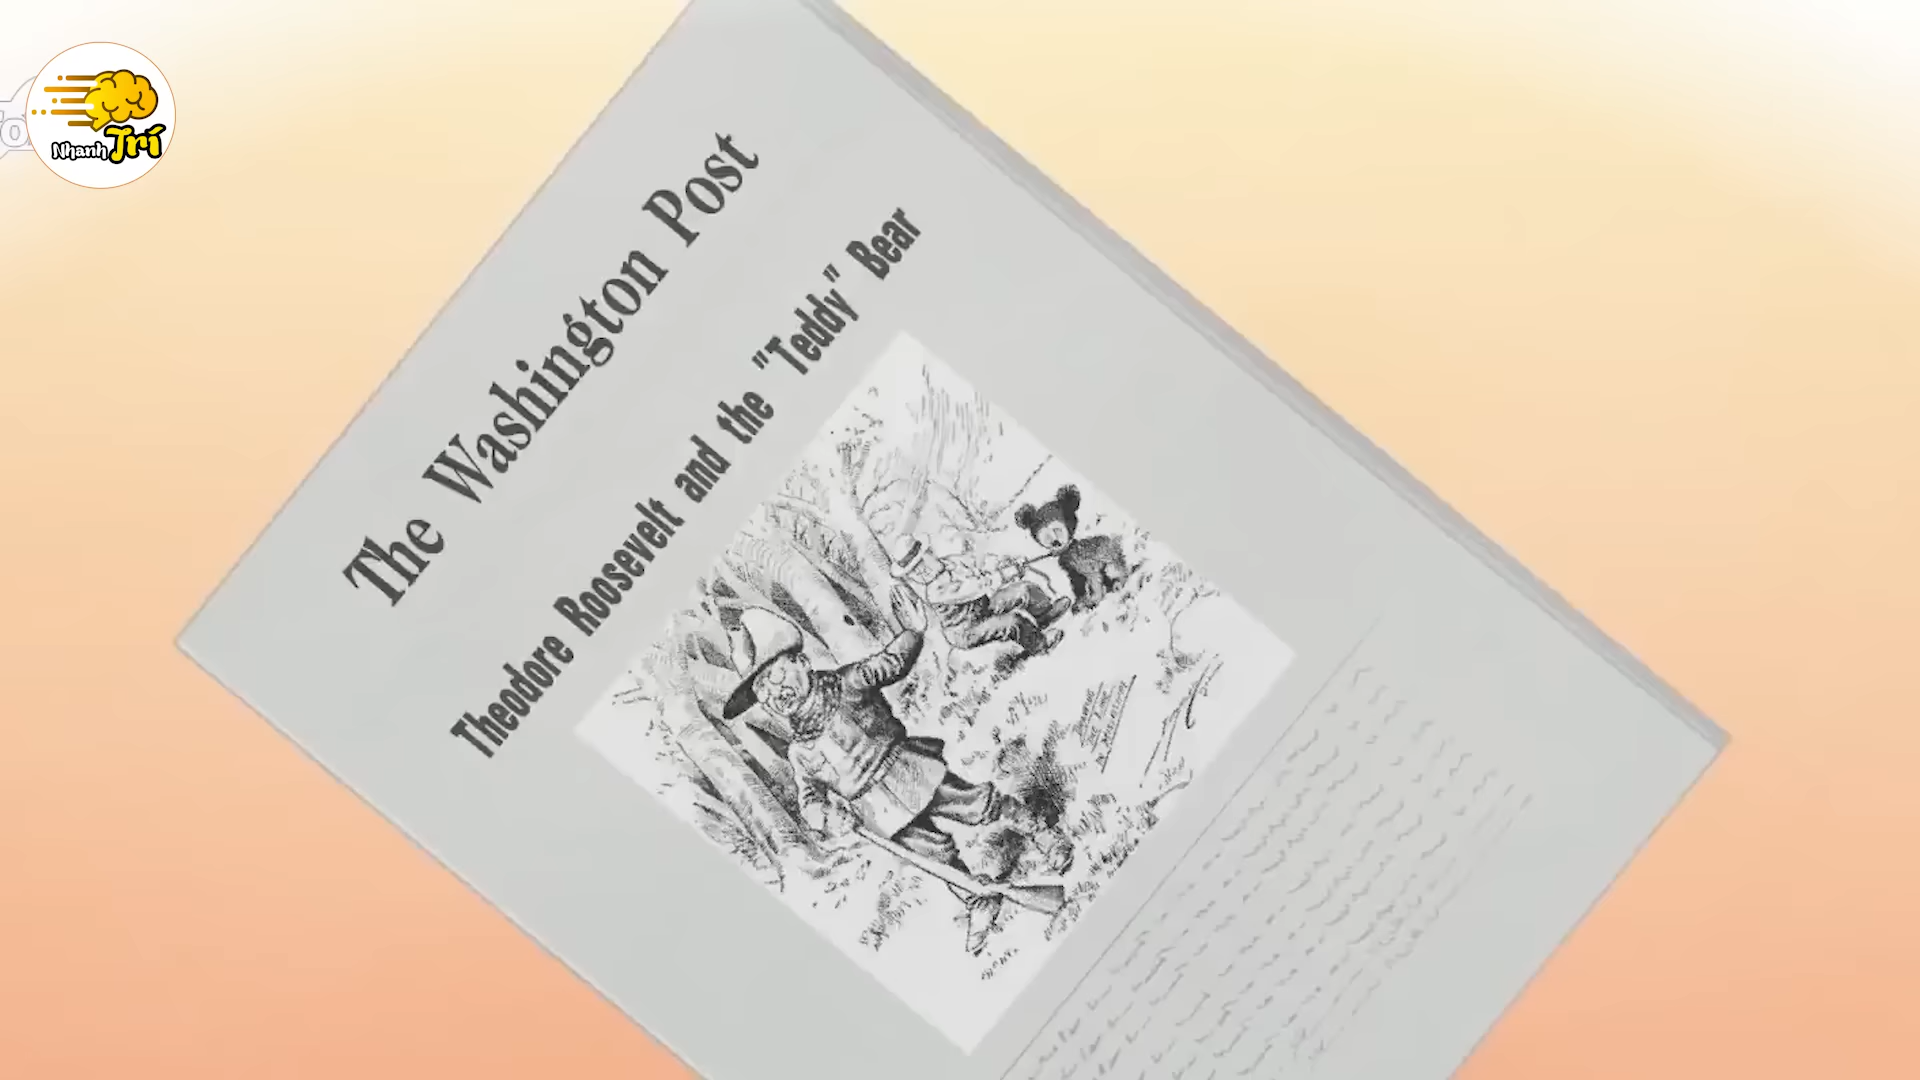 Nhanh Trí
The Washington Post
Theodore Roosevelt and the "Teddy" Bear